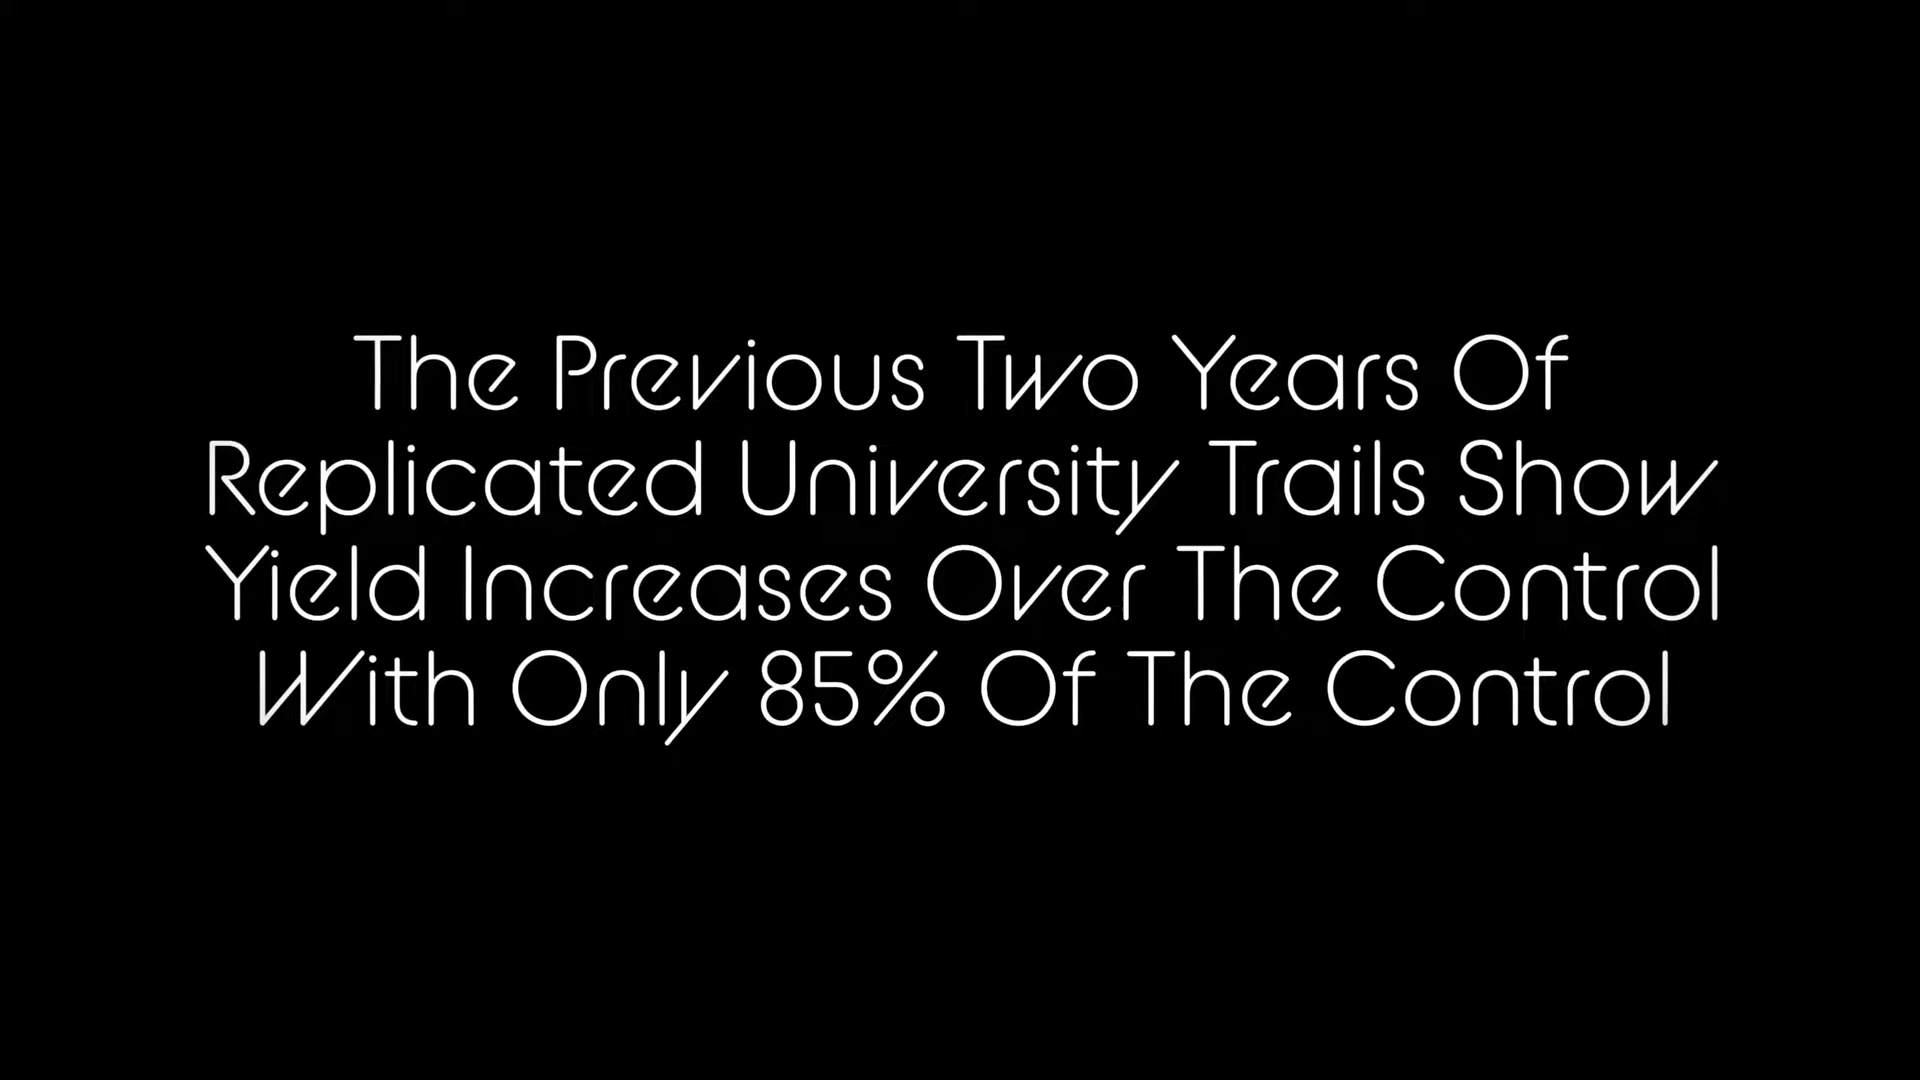 The Previous Two Years Of
Replicated University Trails Show
Yield Increases Over The Control
With Only 85% Of The Control